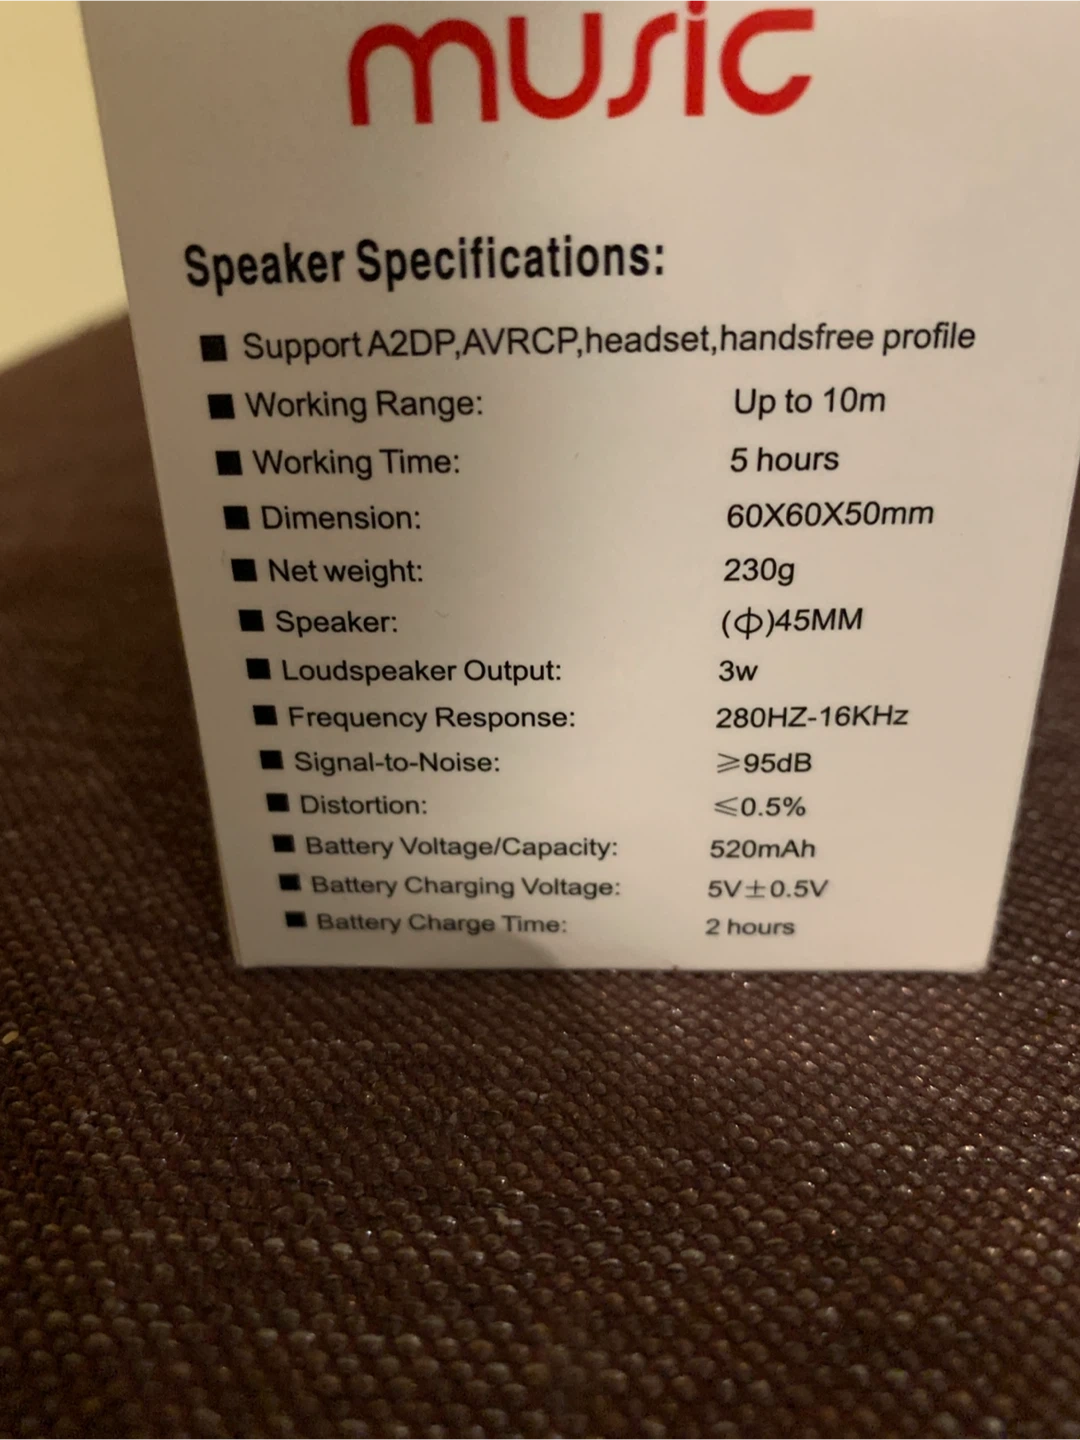 music
Speaker Specifications:
■ Support A2DP,AVRCP,headset,handsfree profile
■ Working Range: Up to 10m
■ Working Time: 5 hours
■ Dimension: 60X60X50mm
■ Net weight: 230g
■ Speaker: (Φ)45MM
■ Loudspeaker Output: 3w
■ Frequency Response: 280HZ-16KHz
■ Signal-to-Noise: ⩾95dB
■ Distortion: ⩽0.5%
■ Battery Voltage/Capacity: 520mAh
■ Battery Charging Voltage: 5V±0.5V
■ Battery Charge Time: 2 hours